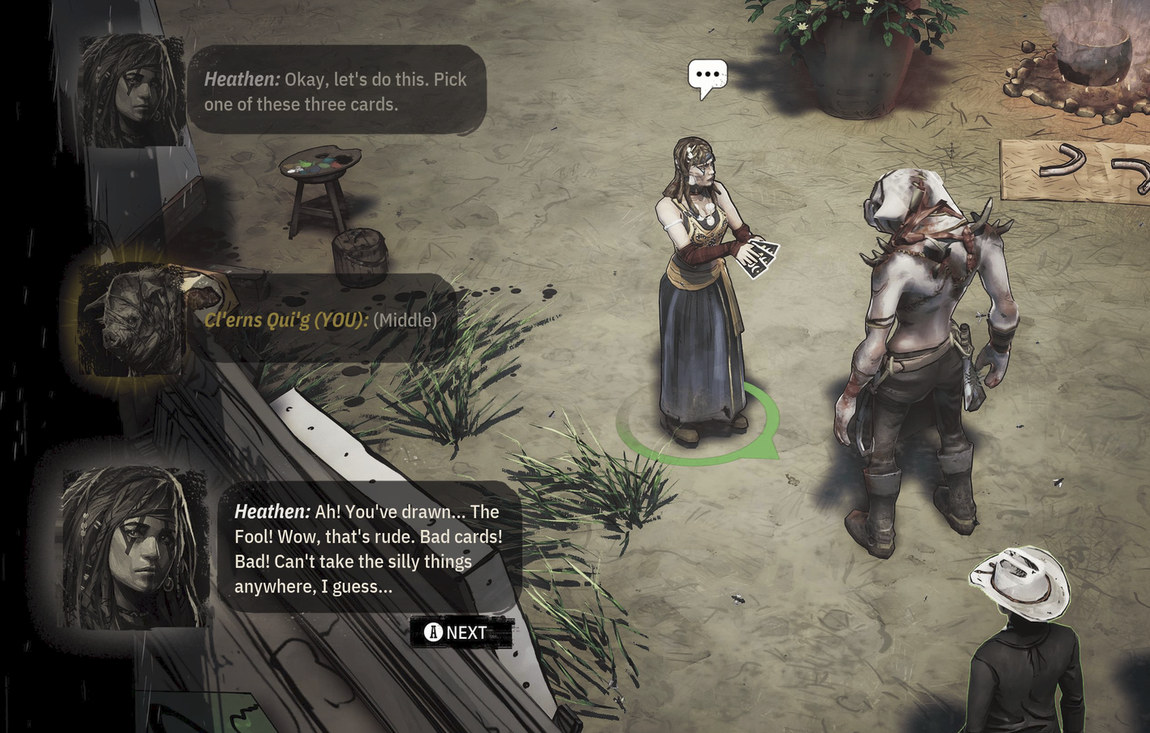 Heathen: Okay, let's do this. Pick
one of these three cards.
Cl'erns Qui'g (YOU): (Middle)
Heathen: Ah! You've drawn... The
Fool! Wow, that's rude. Bad cards!
Bad! Can't take the silly things
anywhere, I guess...
A NEXT